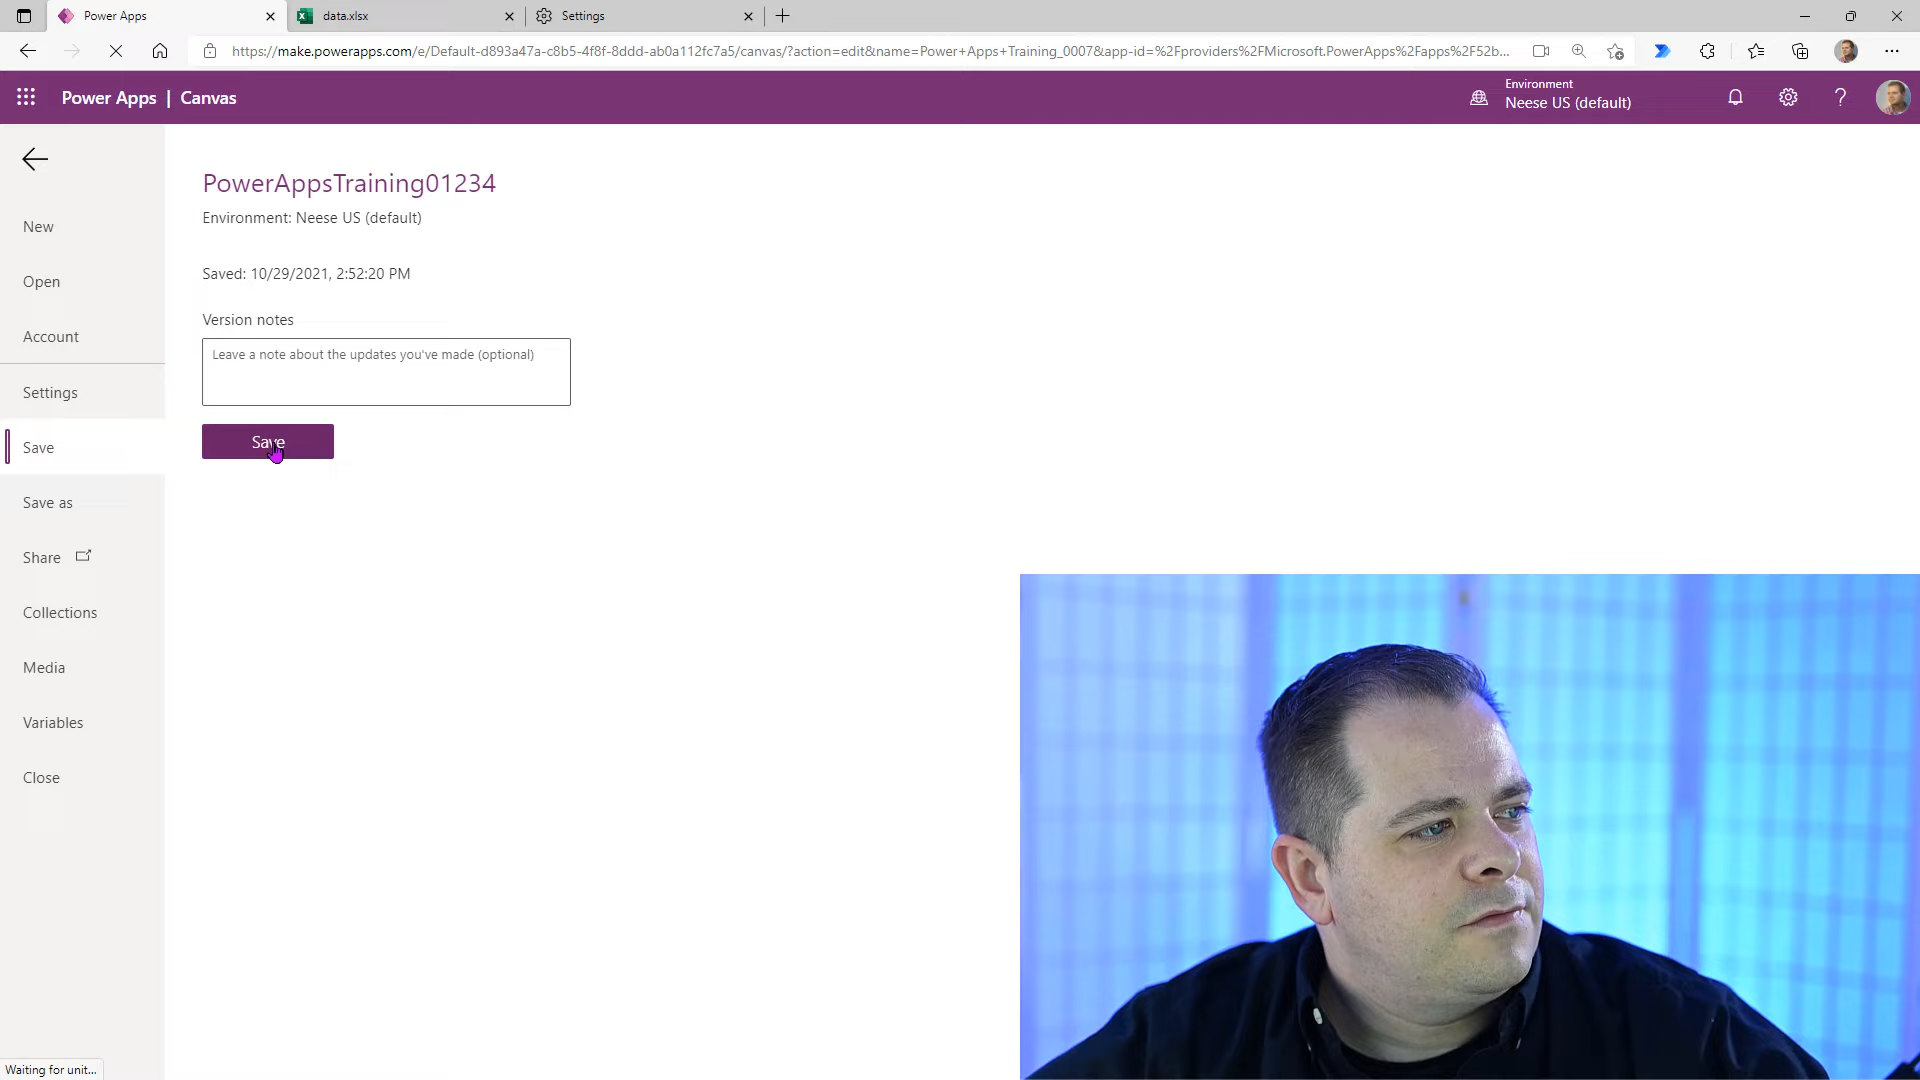 Power Apps
data.xlsx
Settings
https://make.powerapps.com/e/Default-d893a47a-c8b5-4f8f-8ddd-ab0a112fc7a5/canvas/?action=edit&name=Power+Apps+Training_0007&app-id=%2Fproviders%2FMicrosoft.PowerApps%2Fapps%2F52b...
Power Apps | Canvas
Environment
Neese US (default)
PowerAppsTraining01234
Environment: Neese US (default)
New
Saved: 10/29/2021, 2:52:20 PM
Open
Version notes
Account
Leave a note about the updates you've made (optional)
Settings
Save
Save
Save as
Share
Collections
Media
Variables
Close
Waiting for unit...